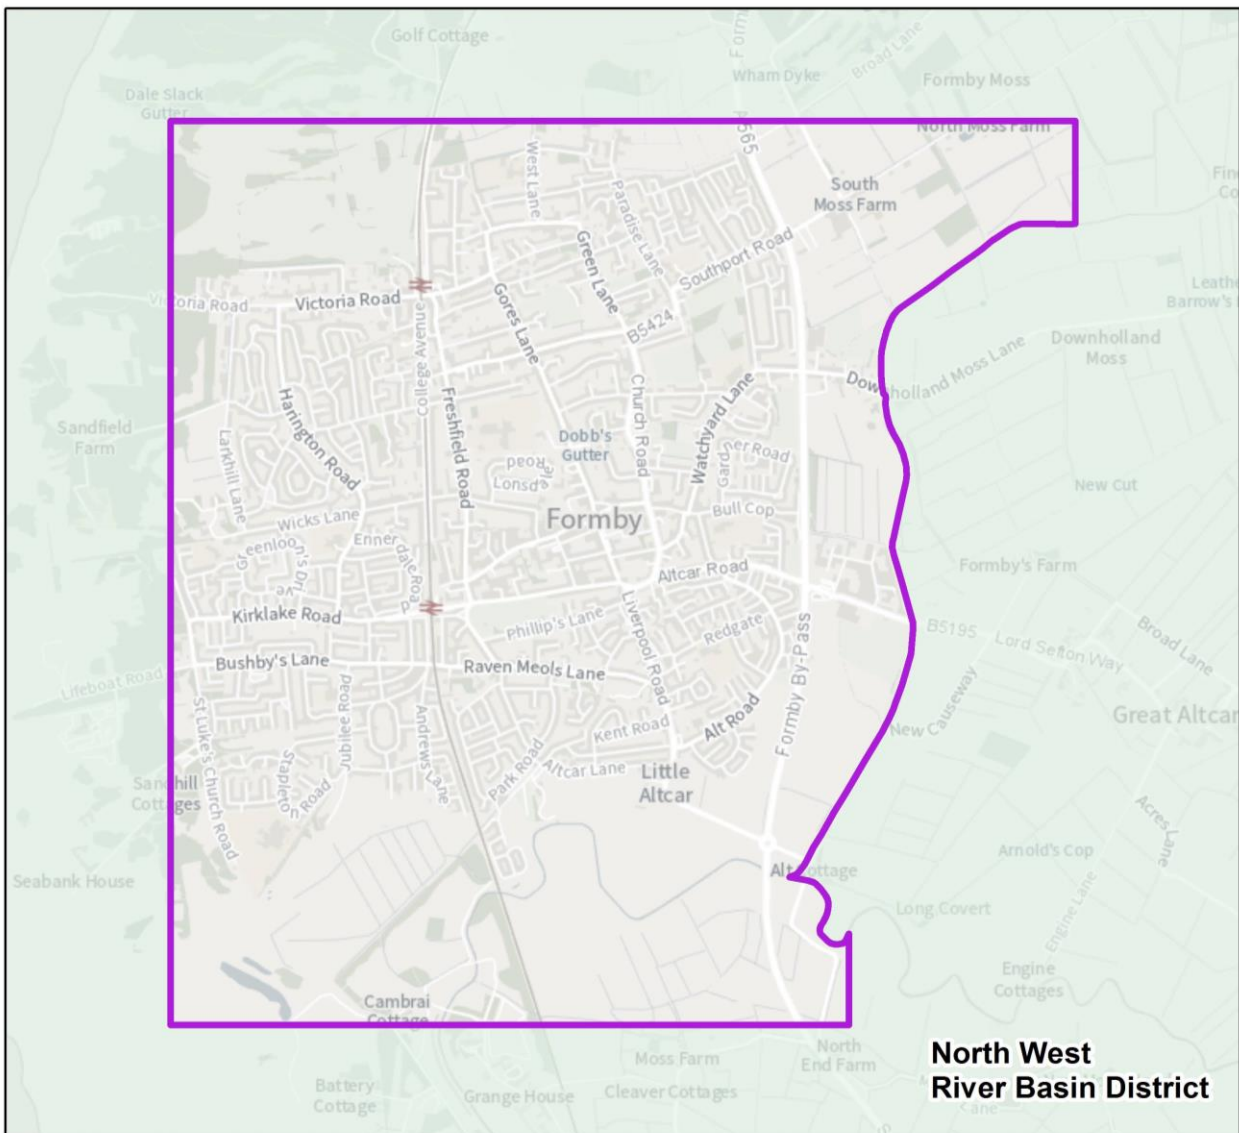 Golf Cottage
Form
Broad Lane
Wham Dyke
Formby Moss
Dale Slack
Gutter
A565
North Moss Farm
West Lane
Paradise Lane
South
Moss Farm
Green Lane
Southport Road
Victoria Road
Victoria Road
Gores Lane
B5424
College Avenue
Downholland
Moss
Downholland Moss Lane
Harington Road
Freshfield Road
Church Road
Watchyard Lane
Sandfield
Farm
Larkhill Lane
Dobb's
Gutter
Gardner Road
Lonsdale Road
New Cut
Wicks Lane
Formby
Bull Cop
Greenloon's Drive
Ennerdale Roa
Altcar Road
Formby's Farm
Kirklake Road
Phillip's Lane
Liverpool Road
Redgate
B5195
Lord Sefton Way
Broad Lane
Bushby's Lane
Raven Meols Lane
Lifeboat Road
St Luke's Church Road
Jubilee Road
Andrews Lane
Kent Road
Alt Road
Formby By-Pass
New Causeway
Great Altcar
Stapleton Road
Park Road
Altcar Lane
Little
Altcar
Sandhill
Cottages
Acres Lane
Arnold's Cop
Seabank House
Alt Cottage
Long Covert
Engine Lane
Engine
Cottages
Cambrai
Cottage
North West
River Basin District
Moss Farm
North
End Farm
Battery
Cottage
Grange House
Cleaver Cottages